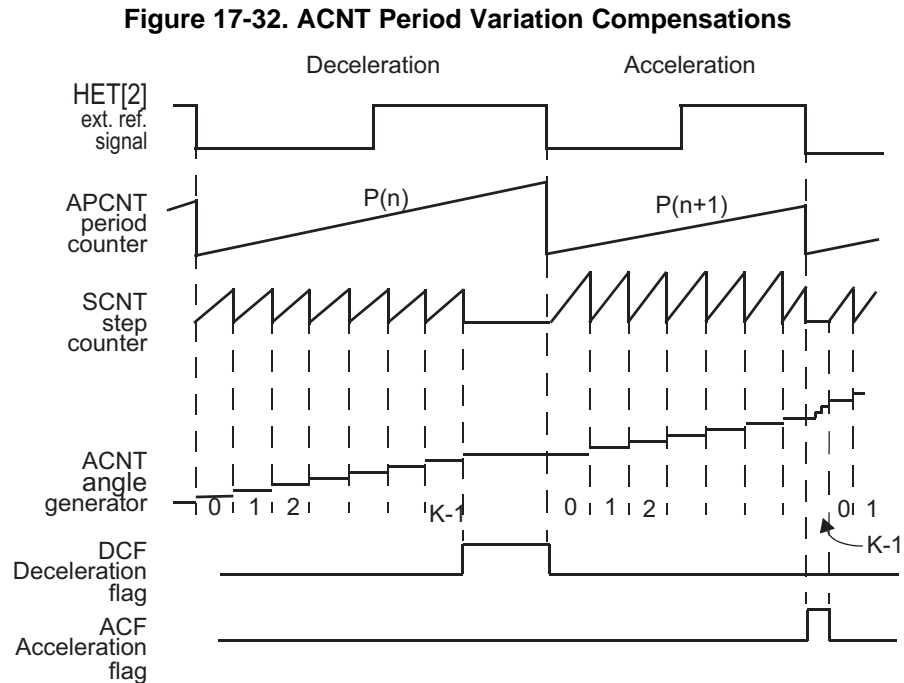 Figure 17-32. ACNT Period Variation Compensations
Deceleration Acceleration
HET[2]
ext. ref.
signal
APCNT
period
counter
P(n)
P(n+1)
SCNT
step
counter
ACNT
angle
generator
0 1 2 K-1 0 1 2 0 1
K-1
DCF
Deceleration
flag
ACF
Acceleration
flag